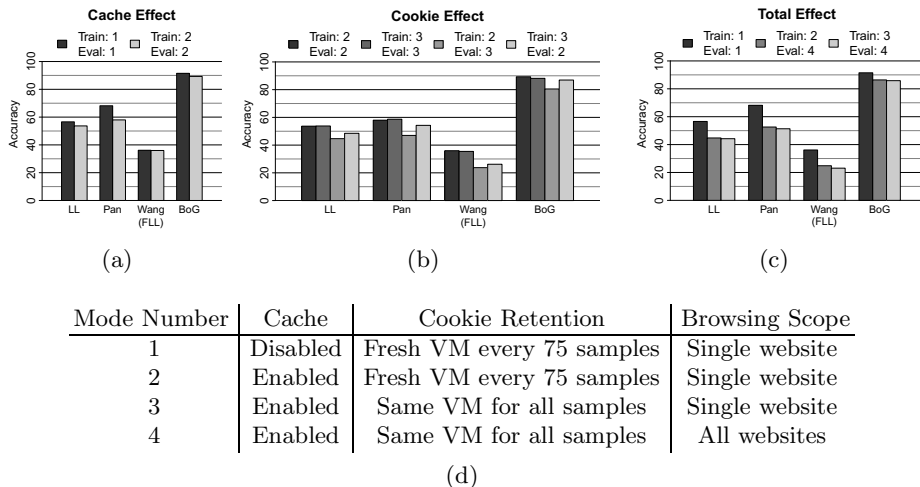 Cache Effect
Train: 1 Train: 2
Eval: 1 Eval: 2
Accuracy
0 20 40 60 80 100
LL Pan Wang BoG
(FLL)
(a)
Cookie Effect
Train: 2 Train: 3 Train: 2 Train: 3
Eval: 2 Eval: 3 Eval: 3 Eval: 2
Accuracy
0 20 40 60 80 100
LL Pan Wang BoG
(FLL)
(b)
Total Effect
Train: 1 Train: 2 Train: 3
Eval: 1 Eval: 4 Eval: 4
Accuracy
0 20 40 60 80 100
LL Pan Wang BoG
(FLL)
(c)
Mode Number Cache Cookie Retention Browsing Scope
1 Disabled Fresh VM every 75 samples Single website
2 Enabled Fresh VM every 75 samples Single website
3 Enabled Same VM for all samples Single website
4 Enabled Same VM for all samples All websites
(d)